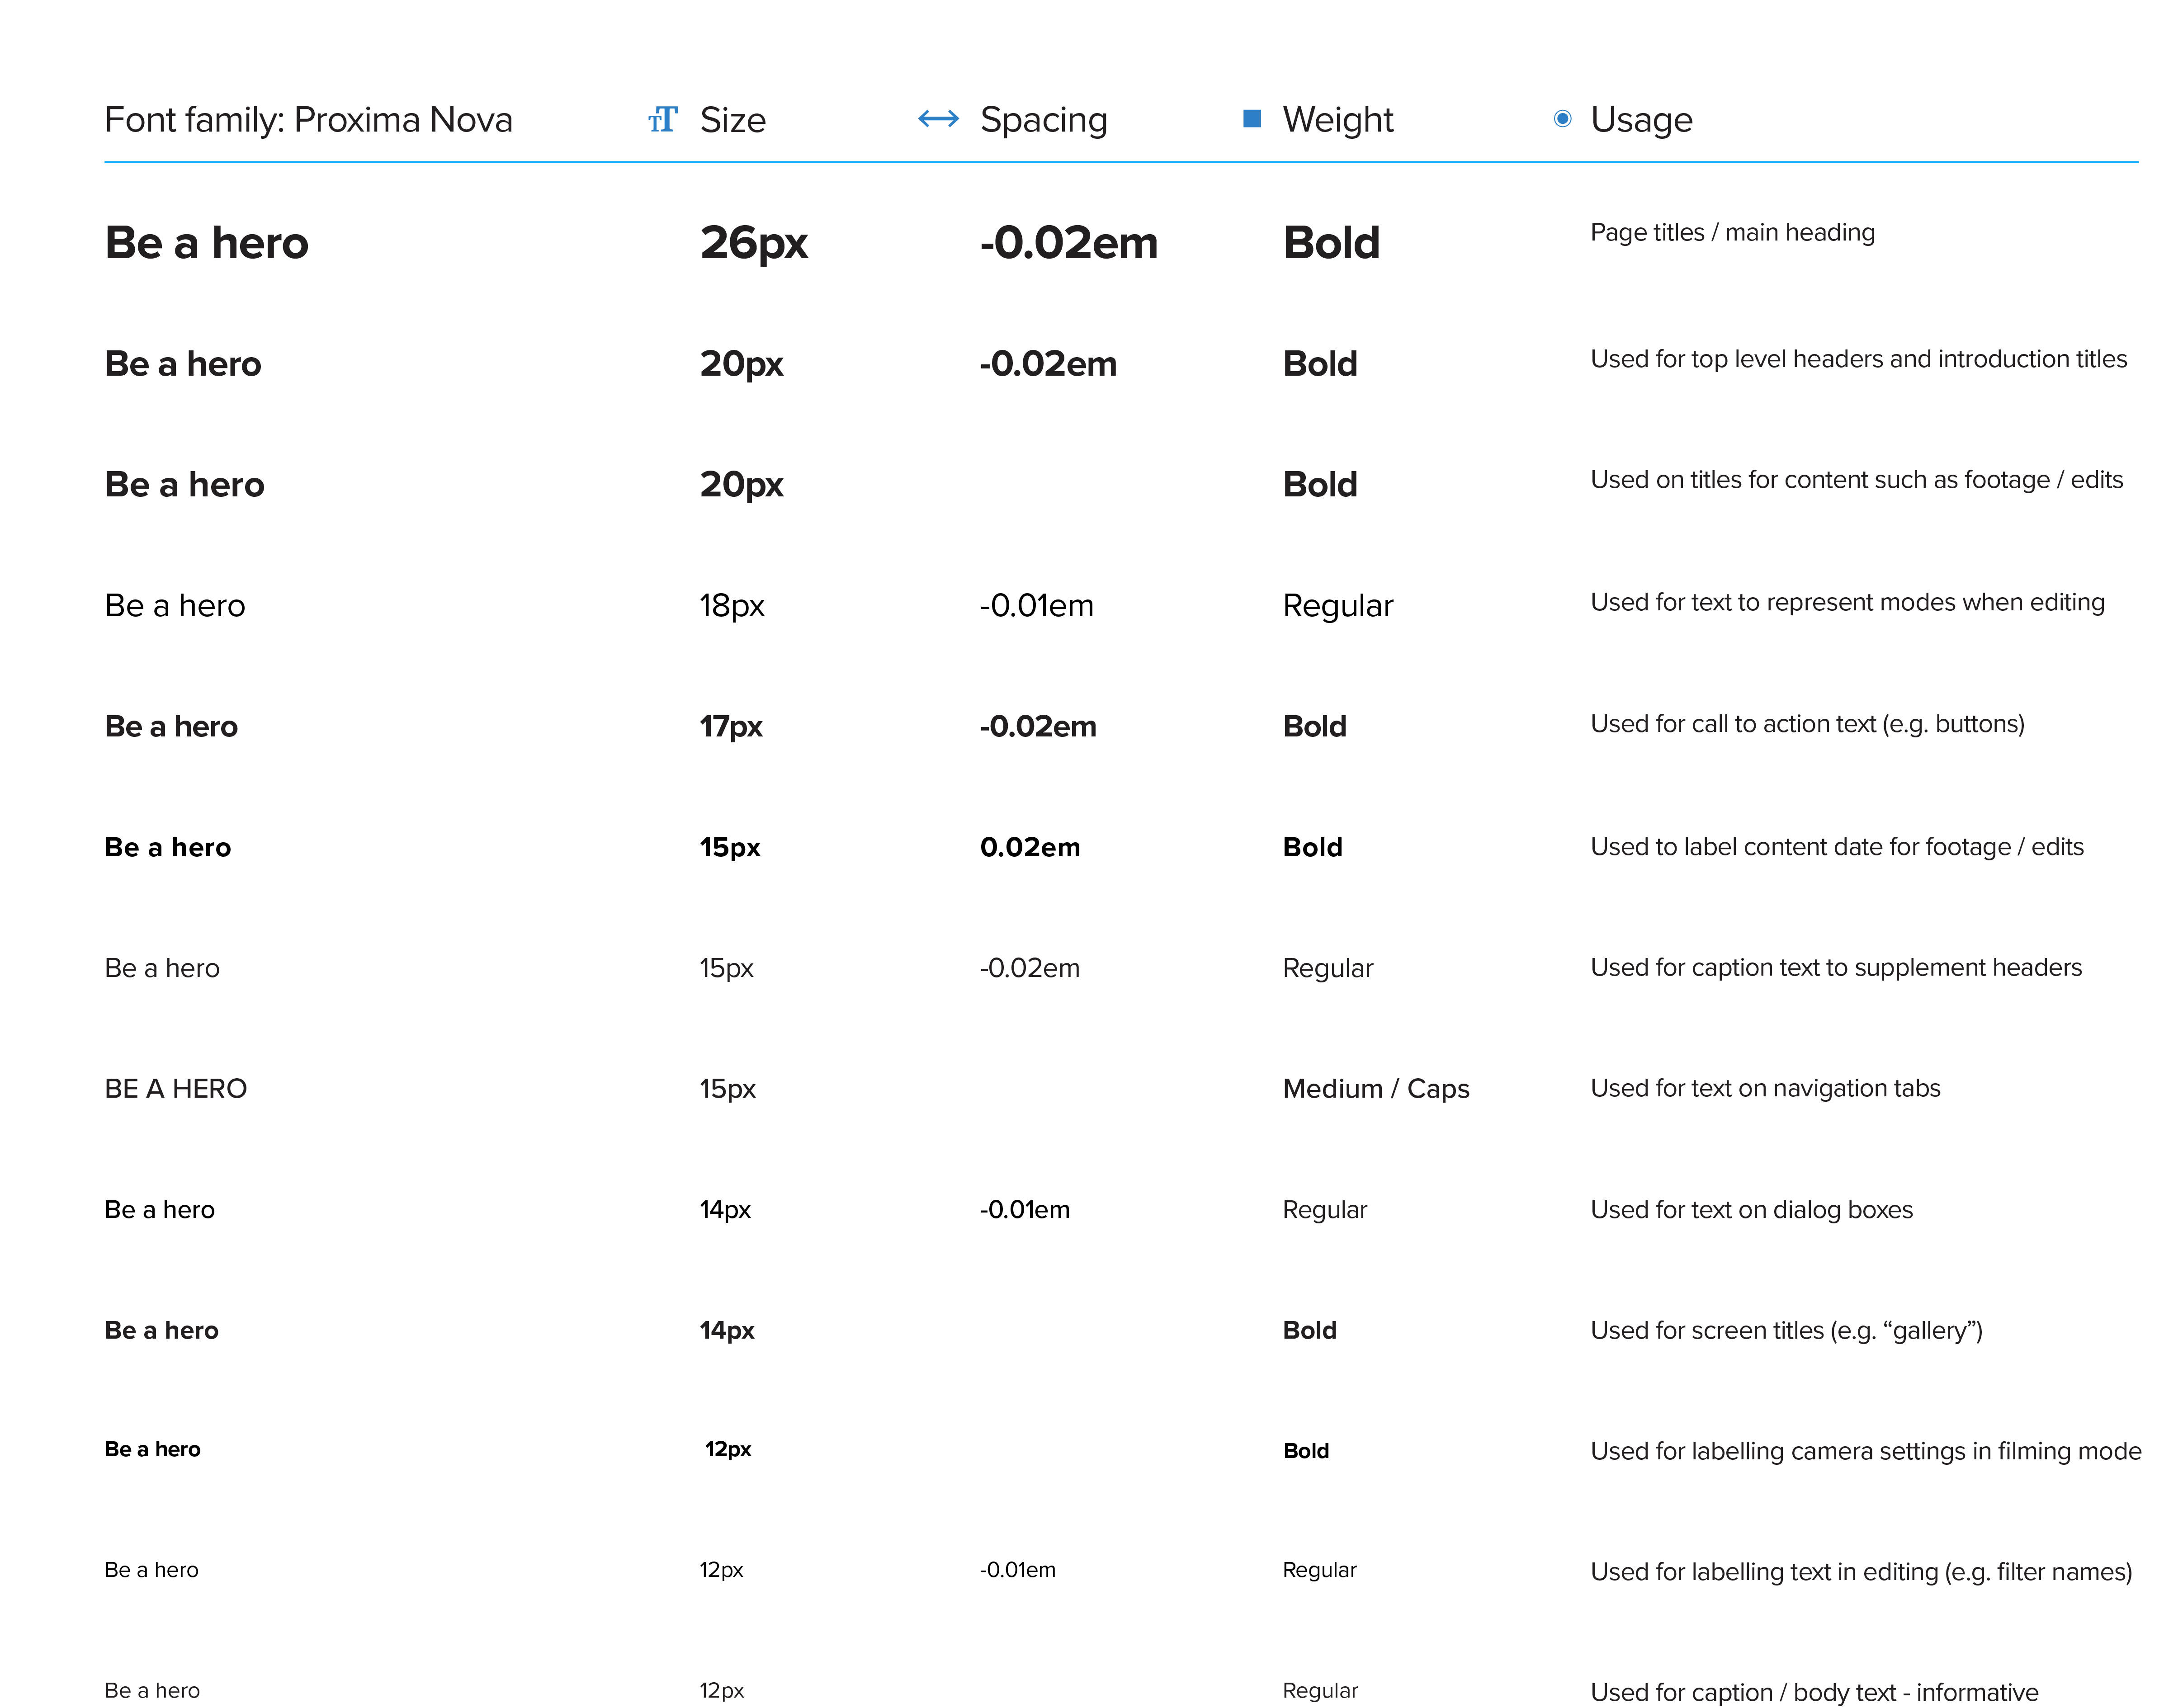 Font family: Proxima Nova Size Spacing Weight Usage
Be a hero 26px -0.02em Bold Page titles / main heading
Be a hero 20px -0.02em Bold Used for top level headers and introduction titles
Be a hero 20px Bold Used on titles for content such as footage / edits
Be a hero 18px -0.01em Regular Used for text to represent modes when editing
Be a hero 17px -0.02em Bold Used for call to action text (e.g. buttons)
Be a hero 15px 0.02em Bold Used to label content date for footage / edits
Be a hero 15px -0.02em Regular Used for caption text to supplement headers
BE A HERO 15px Medium / Caps Used for text on navigation tabs
Be a hero 14px -0.01em Regular Used for text on dialog boxes
Be a hero 14px Bold Used for screen titles (e.g. “gallery”)
Be a hero 12px Bold Used for labelling camera settings in filming mode
Be a hero 12px -0.01em Regular Used for labelling text in editing (e.g. filter names)
Be a hero 12px Regular Used for caption / body text - informative